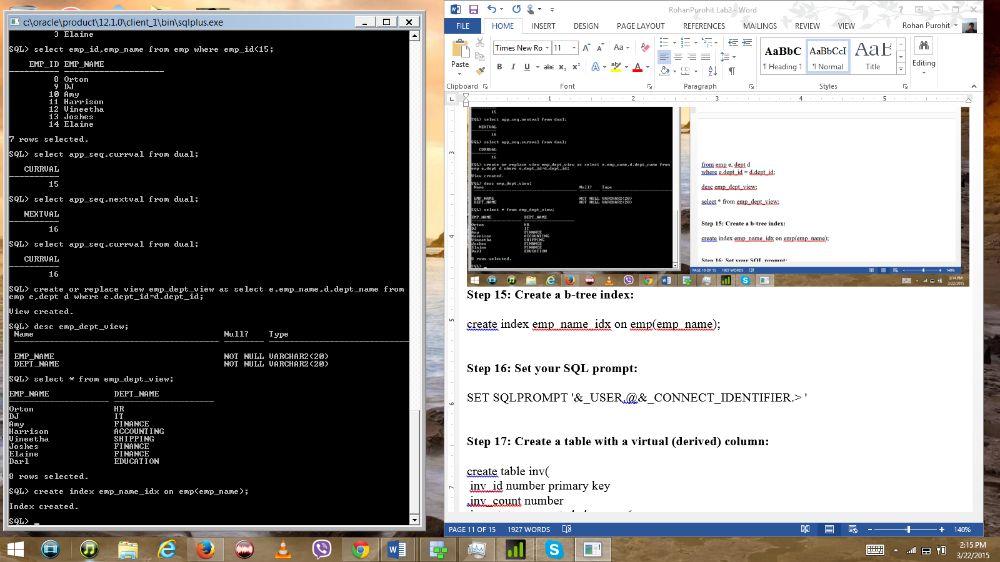 c:\oracle\product\12.1.0\client_1\bin\sqlplus.exe
3 Elaine
SQL> select emp_id,emp_name from emp where emp_id<15;
EMP_ID EMP_NAME
8 Orton
9 DJ
10 Amy
11 Harrison
12 Vineetha
13 Joshes
14 Elaine
7 rows selected.
SQL> select app_seq.currval from dual;
CURRVAL
15
SQL> select app_seq.nextval from dual;
NEXTVAL
16
SQL> select app_seq.currval from dual;
CURRVAL
16
SQL> create or replace view emp_dept_view as select e.emp_name,d.dept_name from
emp e,dept d where e.dept_id=d.dept_id;
View created.
SQL> desc emp_dept_view;
Name Null? Type
EMP_NAME NOT NULL VARCHAR2(20)
DEPT_NAME NOT NULL VARCHAR2(20)
SQL> select * from emp_dept_view;
EMP_NAME DEPT_NAME
Orton HR
DJ IT
Amy FINANCE
Harrison ACCOUNTING
Vineetha SHIPPING
Joshes FINANCE
Elaine FINANCE
Darl EDUCATION
8 rows selected.
SQL> create index emp_name_idx on emp(emp_name);
Index created.
SQL> _
RohanPurohit Lab2 - Word
FILE HOME INSERT DESIGN PAGE LAYOUT REFERENCES MAILINGS REVIEW VIEW Rohan Purohit
Times New Ro 11
Paste
Clipboard Font Paragraph Styles
AaBbC AaBbCcI AaBb
¶ Heading 1 ¶ Normal Title
Editing
1 2 3 4 5
15
SQL> select app_seq.nextval from dual;
NEXTVAL
16
SQL> select app_seq.currval from dual;
CURRVAL
16
SQL> create or replace view emp_dept_view as select e.emp_name,d.dept_name from
emp e,dept d where e.dept_id=d.dept_id;
View created.
SQL> desc emp_dept_view;
Name Null? Type
EMP_NAME NOT NULL VARCHAR2(20)
DEPT_NAME NOT NULL VARCHAR2(20)
SQL> select * from emp_dept_view;
EMP_NAME DEPT_NAME
Orton HR
DJ IT
Amy FINANCE
Harrison ACCOUNTING
Vineetha SHIPPING
Joshes FINANCE
Elaine FINANCE
Darl EDUCATION
8 rows selected.
SQL> _
from emp e, dept d
where e.dept_id = d.dept_id;
desc emp_dept_view;
select * from emp_dept_view;
Step 15: Create a b-tree index:
create index emp_name_idx on emp(emp_name);
Step 16: Set your SQL prompt:
PAGE 10 OF 15 1927 WORDS 140%
2:14 PM
3/22/2015
Step 15: Create a b-tree index:
create index emp_name_idx on emp(emp_name);
Step 16: Set your SQL prompt:
SET SQLPROMPT '&_USER.@&_CONNECT_IDENTIFIER.> '
Step 17: Create a table with a virtual (derived) column:
create table inv(
inv_id number primary key
,inv_count number
PAGE 11 OF 15 1927 WORDS 140%
2:15 PM
3/22/2015